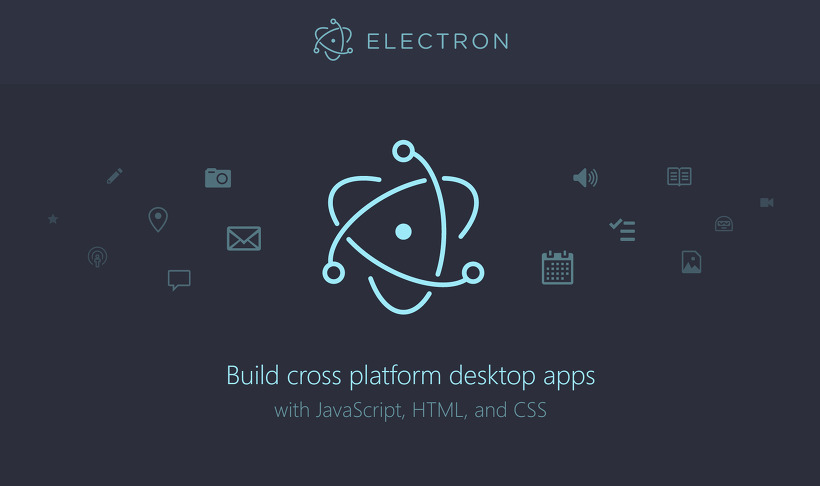 ELECTRON
Build cross platform desktop apps
with JavaScript, HTML, and CSS